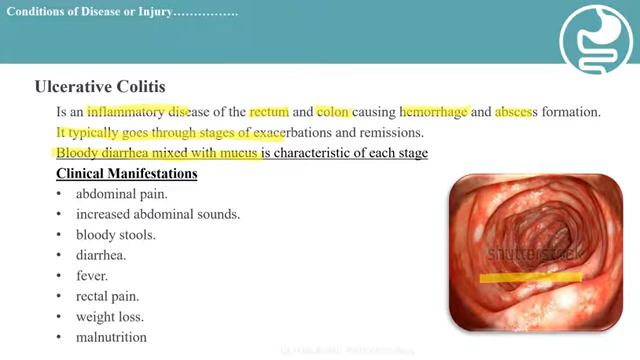 Conditions of Disease or Injury……………
Ulcerative Colitis
Is an inflammatory disease of the rectum and colon causing hemorrhage and abscess formation.
It typically goes through stages of exacerbations and remissions.
Bloody diarrhea mixed with mucus is characteristic of each stage
Clinical Manifestations
• abdominal pain.
• increased abdominal sounds.
• bloody stools.
• diarrhea.
• fever.
• rectal pain.
• weight loss.
• malnutrition
shutterstock